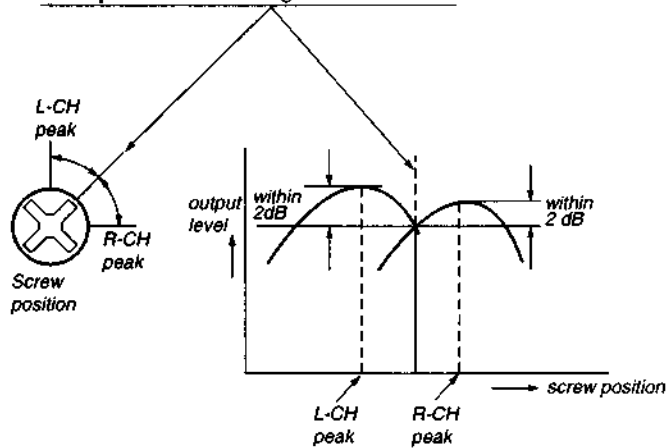 L-CH
peak
R-CH
peak
Screw
position
output
level
within
2dB
within
2 dB
screw position
L-CH
peak
R-CH
peak